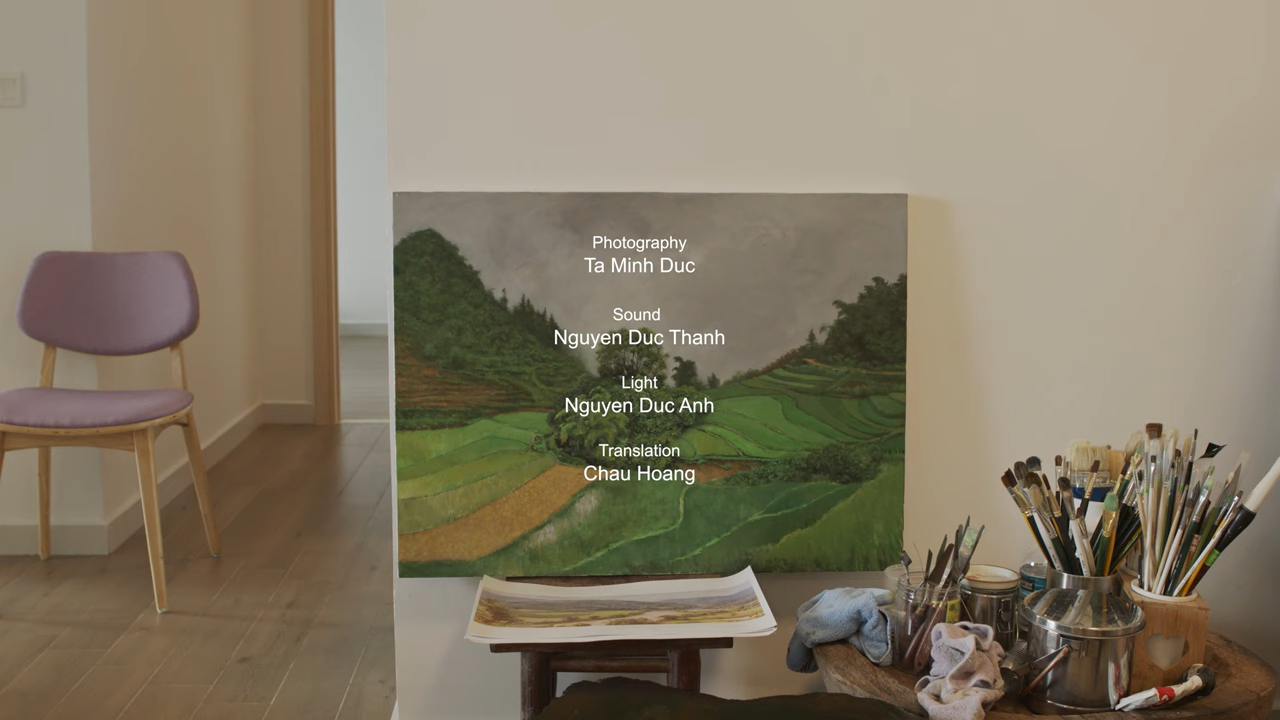 Photography
Ta Minh Duc
Sound
Nguyen Duc Thanh
Light
Nguyen Duc Anh
Translation
Chau Hoang